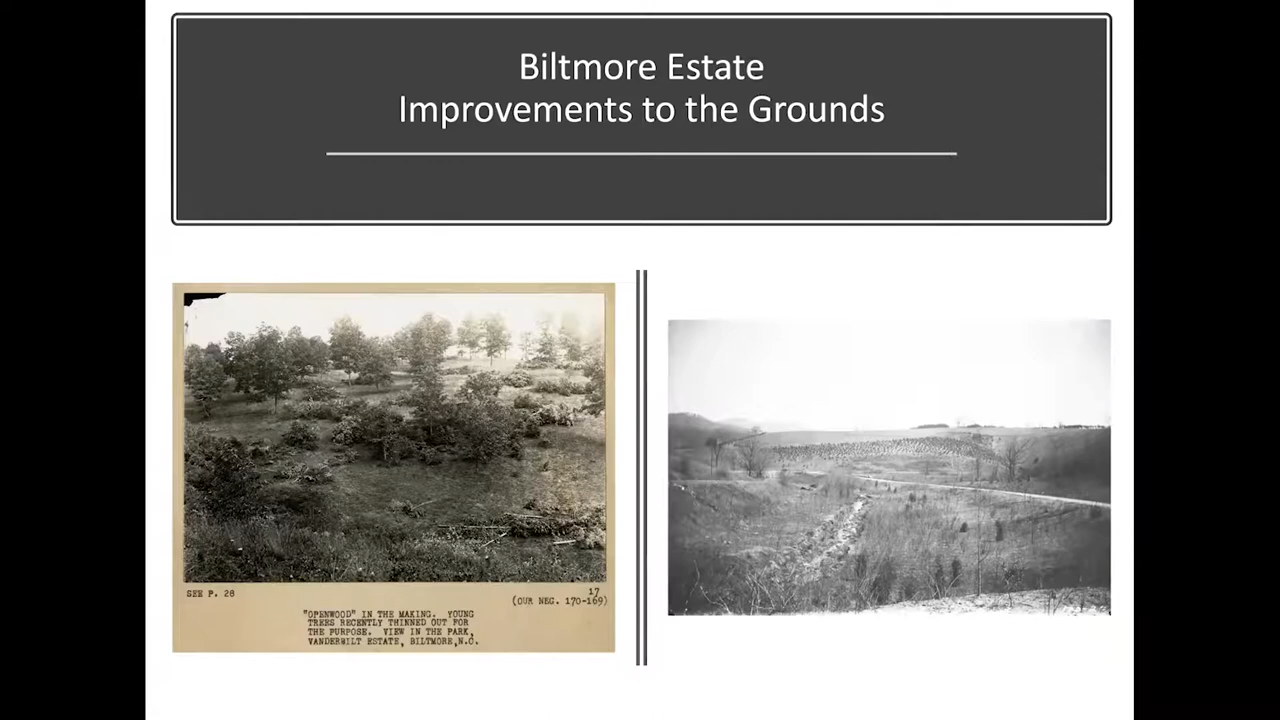 Biltmore Estate
Improvements to the Grounds
SEE P. 28
17
(OUR NEG. 170-169)
"OPENWOOD" IN THE MAKING. YOUNG
TREES RECENTLY THINNED OUT FOR
THE PURPOSE. VIEW IN THE PARK,
VANDERBILT ESTATE, BILTMORE,N.C.